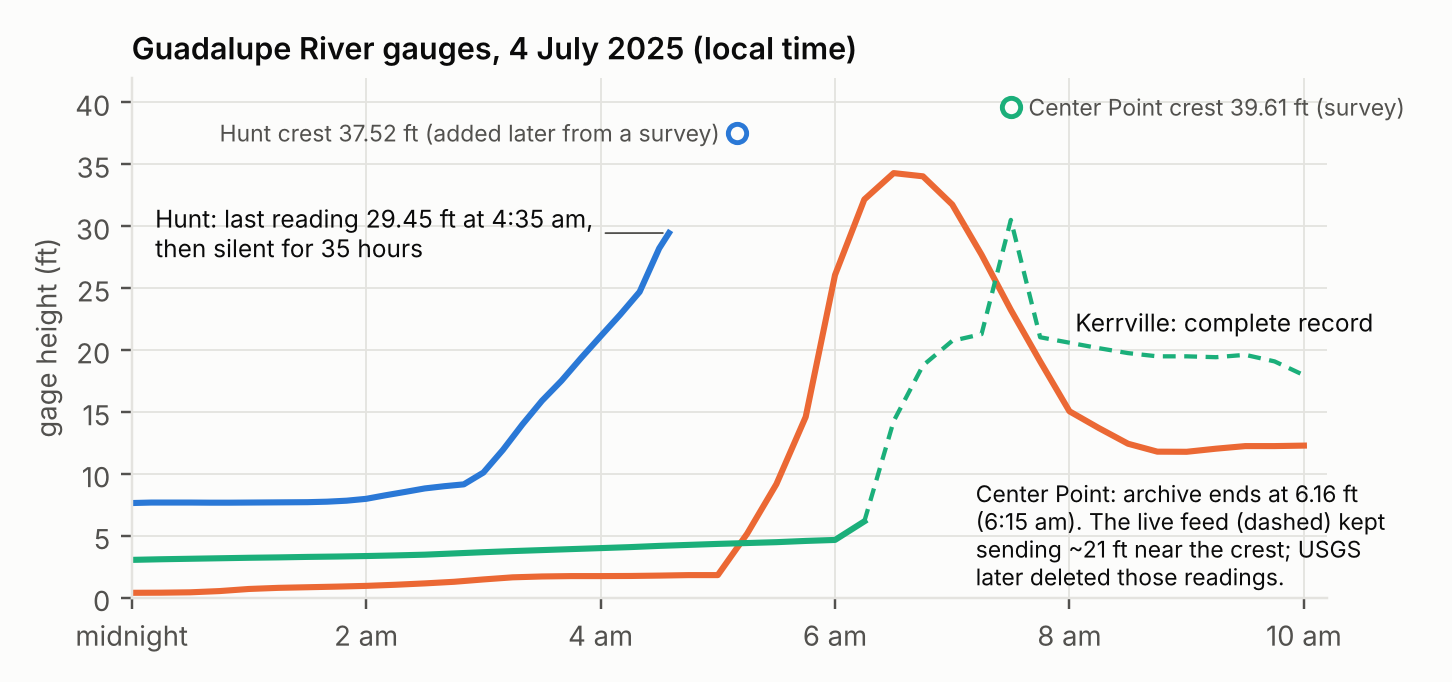 Guadalupe River gauges, 4 July 2025 (local time)
40
Center Point crest 39.61 ft (survey)
Hunt crest 37.52 ft (added later from a survey)
35
Hunt: last reading 29.45 ft at 4:35 am,
then silent for 35 hours
30
25
Kerrville: complete record
20
15
10
Center Point: archive ends at 6.16 ft
(6:15 am). The live feed (dashed) kept
sending ~21 ft near the crest; USGS
later deleted those readings.
5
0
gage height (ft)
midnight
2 am
4 am
6 am
8 am
10 am